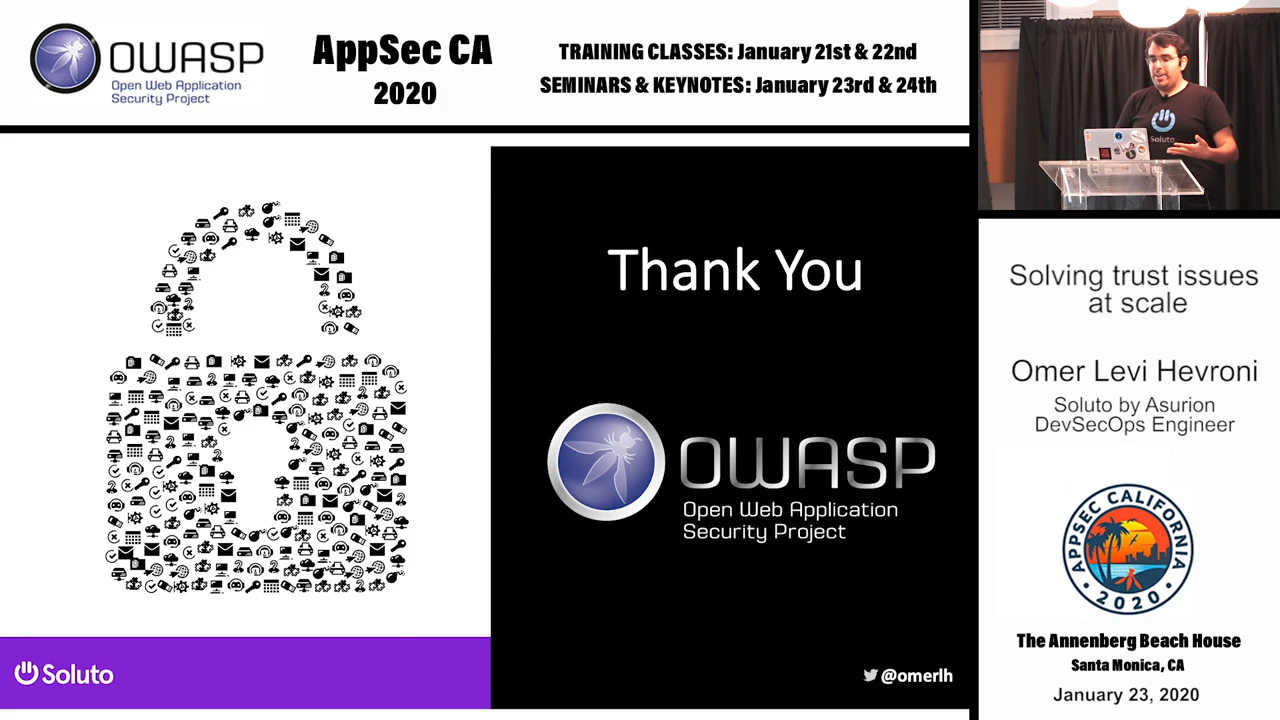 OWASP
Open Web Application
Security Project
AppSec CA
2020
TRAINING CLASSES: January 21st & 22nd
SEMINARS & KEYNOTES: January 23rd & 24th
Soluto
Thank You
OWASP
Open Web Application
Security Project
Soluto
@omerlh
Solving trust issues
at scale
Omer Levi Hevroni
Soluto by Asurion
DevSecOps Engineer
APPSEC CALIFORNIA
2020
The Annenberg Beach House
Santa Monica, CA
January 23, 2020